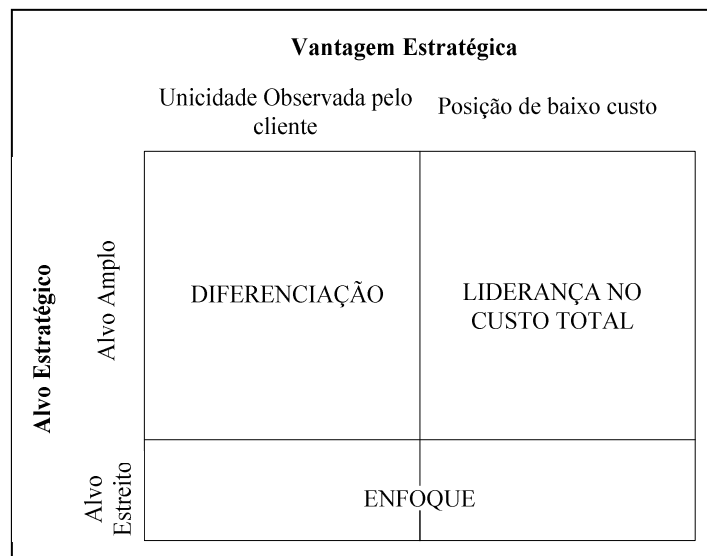 Vantagem Estratégica
Unicidade Observada pelo
cliente
Posição de baixo custo
Alvo Estratégico
Alvo Amplo
DIFERENCIAÇÃO
LIDERANÇA NO
CUSTO TOTAL
Alvo
Estreito
ENFOQUE